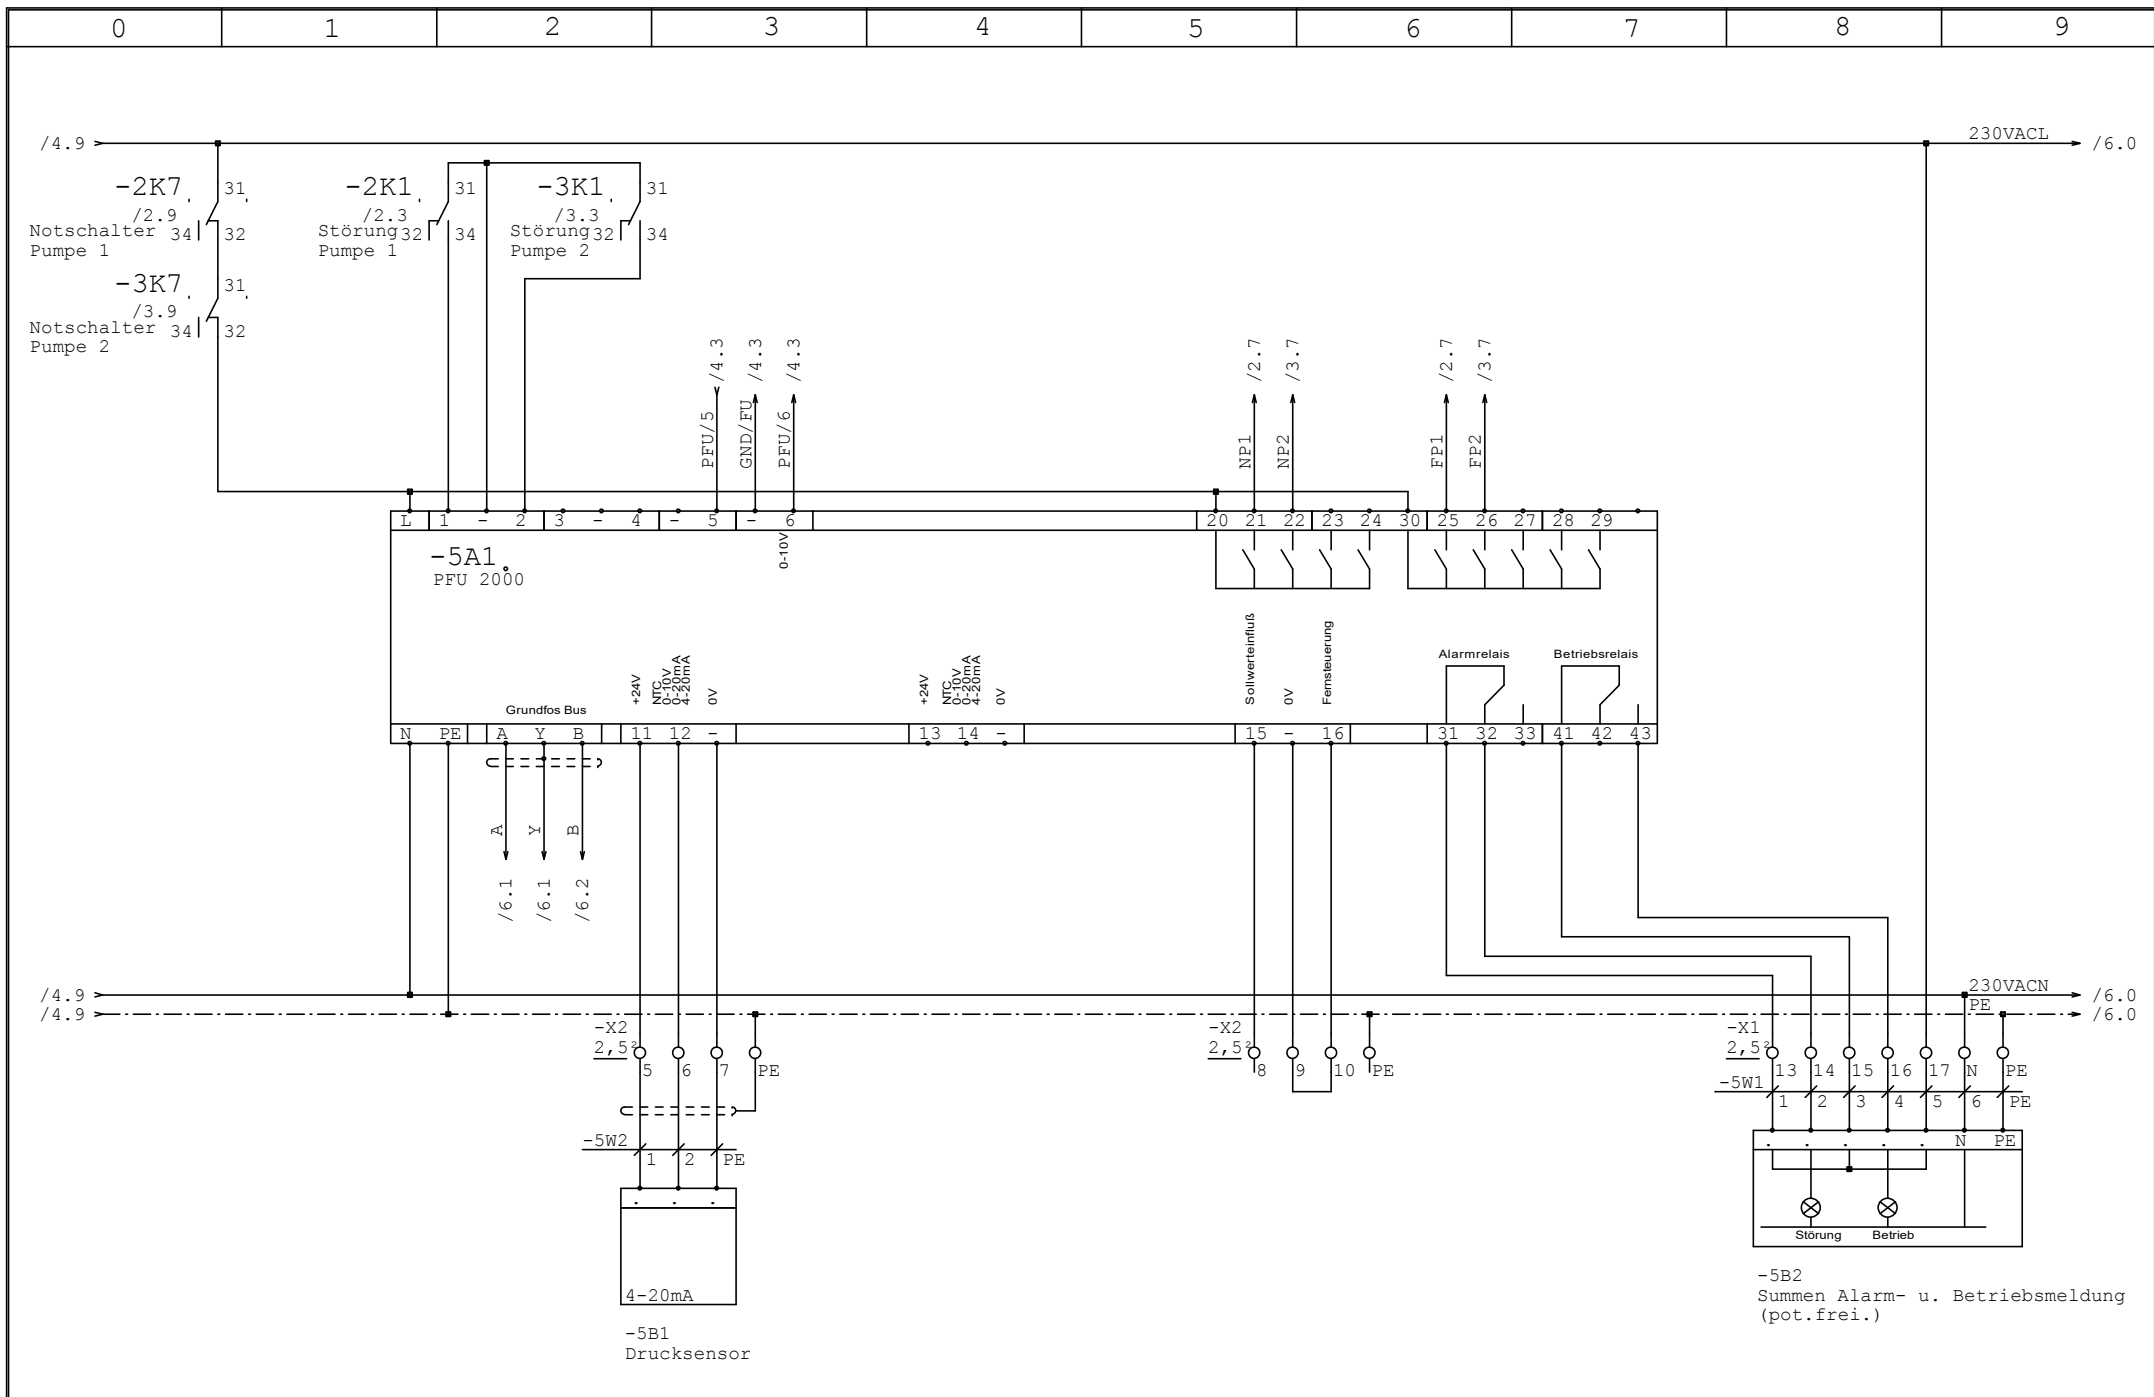 0 1 2 3 4 5 6 7 8 9
/4.9 230VACL /6.0
-2K7 31
/2.9
Notschalter 34 32
Pumpe 1
-2K1 31
/2.3
Störung 32 34
Pumpe 1
-3K1 31
/3.3
Störung 32 34
Pumpe 2
-3K7 31
/3.9
Notschalter 34 32
Pumpe 2
/4.3 /4.3 /4.3 /2.7 /3.7 /2.7 /3.7
PFU/5 GND/FU PFU/6 NP1 NP2 FP1 FP2
L 1 - 2 3 - 4 - 5 - 6 20 21 22 23 24 30 25 26 27 28 29
0-10V
-5A1
PFU 2000
+24V
NTC
0-10V
0-20mA
4-20mA
0V
+24V
NTC
0-10V
0-20mA
4-20mA
0V
Sollwerteinfluß
0V
Fernsteuerung
Alarmrelais
Betriebsrelais
Grundfos Bus
N PE A Y B 11 12 - 13 14 - 15 - 16 31 32 33 41 42 43
A Y B
/6.1 /6.1 /6.2
/4.9 230VACN /6.0
/4.9 PE /6.0
-X2
2,5²
5 6 7 PE
-X2
2,5²
8 9 10 PE
-X1
2,5²
13 14 15 16 17 N PE
-5W1
1 2 3 4 5 6 PE
-5W2
1 2 PE
. . .
. . . . . N PE
Störung Betrieb
4-20mA
-5B1
Drucksensor
-5B2
Summen Alarm- u. Betriebsmeldung
(pot.frei.)